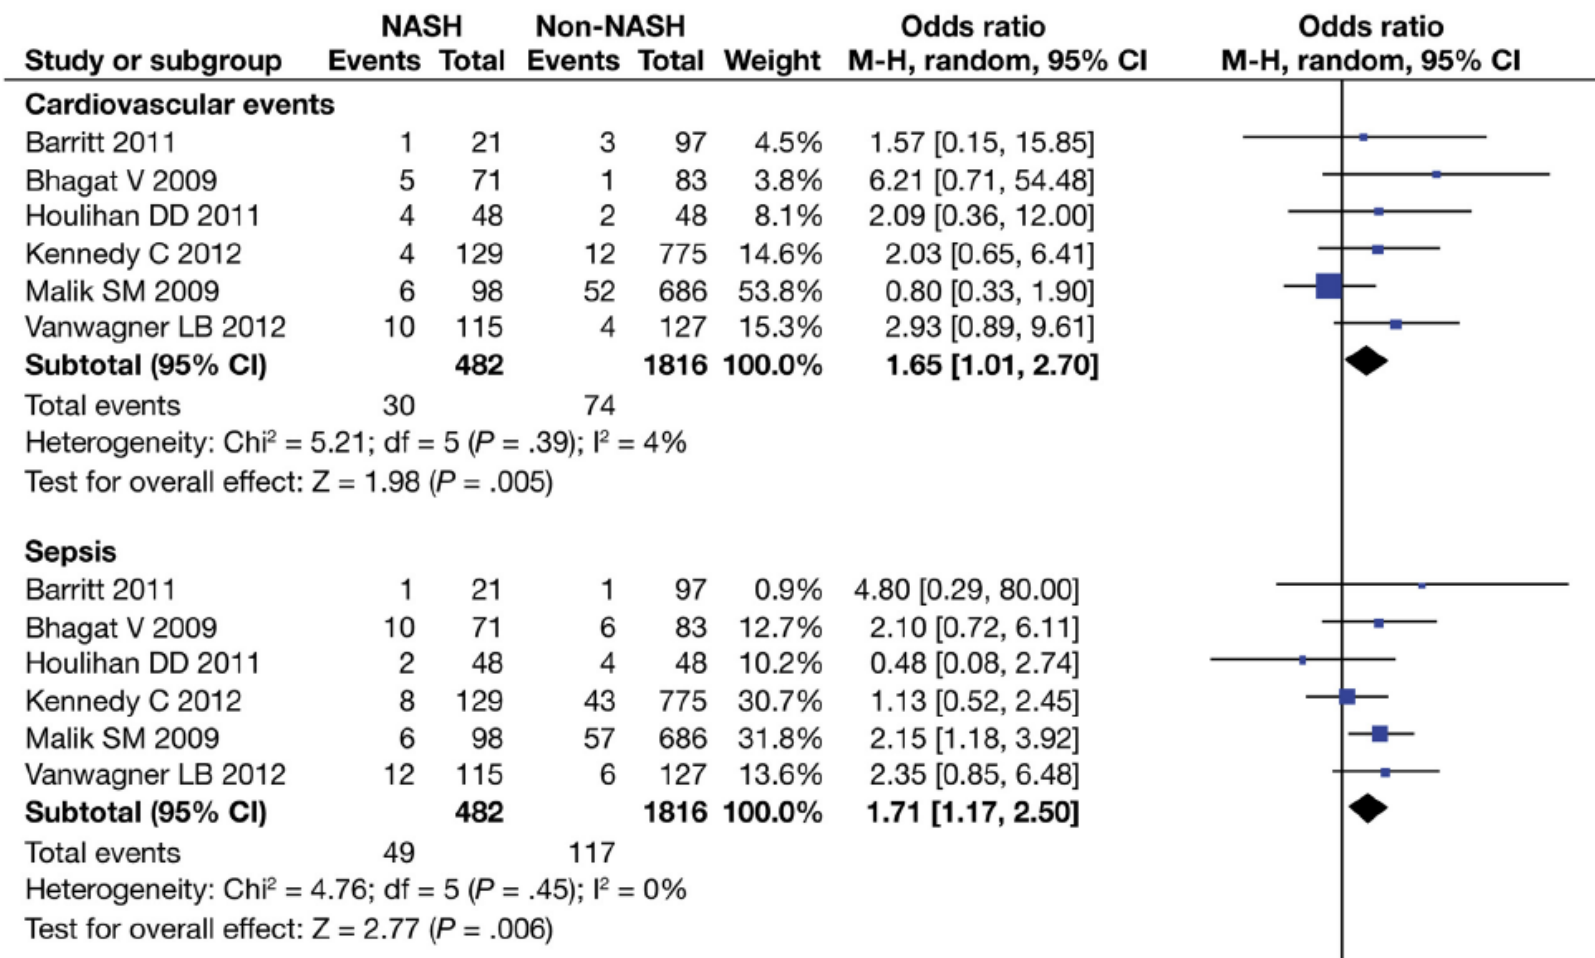 NASH Non-NASH Odds ratio Odds ratio
Study or subgroup Events Total Events Total Weight M-H, random, 95% CI M-H, random, 95% CI
Cardiovascular events
Barritt 2011 1 21 3 97 4.5% 1.57 [0.15, 15.85]
Bhagat V 2009 5 71 1 83 3.8% 6.21 [0.71, 54.48]
Houlihan DD 2011 4 48 2 48 8.1% 2.09 [0.36, 12.00]
Kennedy C 2012 4 129 12 775 14.6% 2.03 [0.65, 6.41]
Malik SM 2009 6 98 52 686 53.8% 0.80 [0.33, 1.90]
Vanwagner LB 2012 10 115 4 127 15.3% 2.93 [0.89, 9.61]
Subtotal (95% CI) 482 1816 100.0% 1.65 [1.01, 2.70]
Total events 30 74
Heterogeneity: Chi² = 5.21; df = 5 (P = .39); I² = 4%
Test for overall effect: Z = 1.98 (P = .005)
Sepsis
Barritt 2011 1 21 1 97 0.9% 4.80 [0.29, 80.00]
Bhagat V 2009 10 71 6 83 12.7% 2.10 [0.72, 6.11]
Houlihan DD 2011 2 48 4 48 10.2% 0.48 [0.08, 2.74]
Kennedy C 2012 8 129 43 775 30.7% 1.13 [0.52, 2.45]
Malik SM 2009 6 98 57 686 31.8% 2.15 [1.18, 3.92]
Vanwagner LB 2012 12 115 6 127 13.6% 2.35 [0.85, 6.48]
Subtotal (95% CI) 482 1816 100.0% 1.71 [1.17, 2.50]
Total events 49 117
Heterogeneity: Chi² = 4.76; df = 5 (P = .45); I² = 0%
Test for overall effect: Z = 2.77 (P = .006)